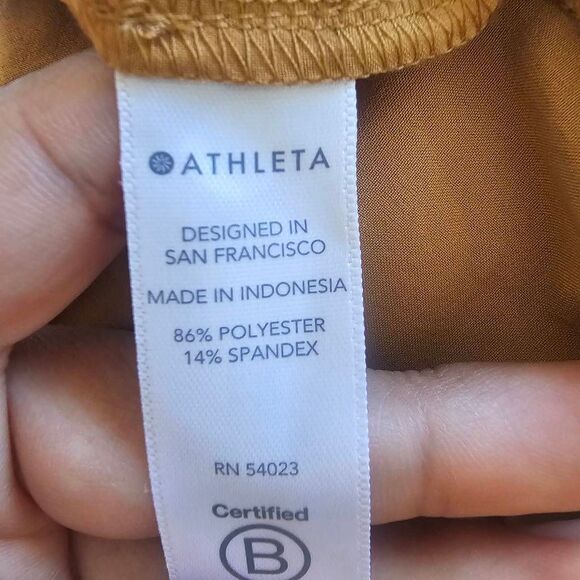 ATHLETA
DESIGNED IN
SAN FRANCISCO
MADE IN INDONESIA
86% POLYESTER
14% SPANDEX
RN 54023
Certified
B